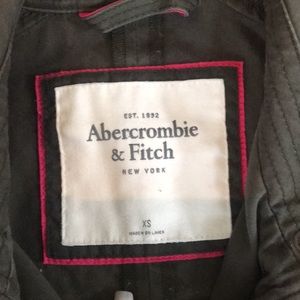 EST. 1892
Abercrombie
& Fitch
NEW YORK
XS